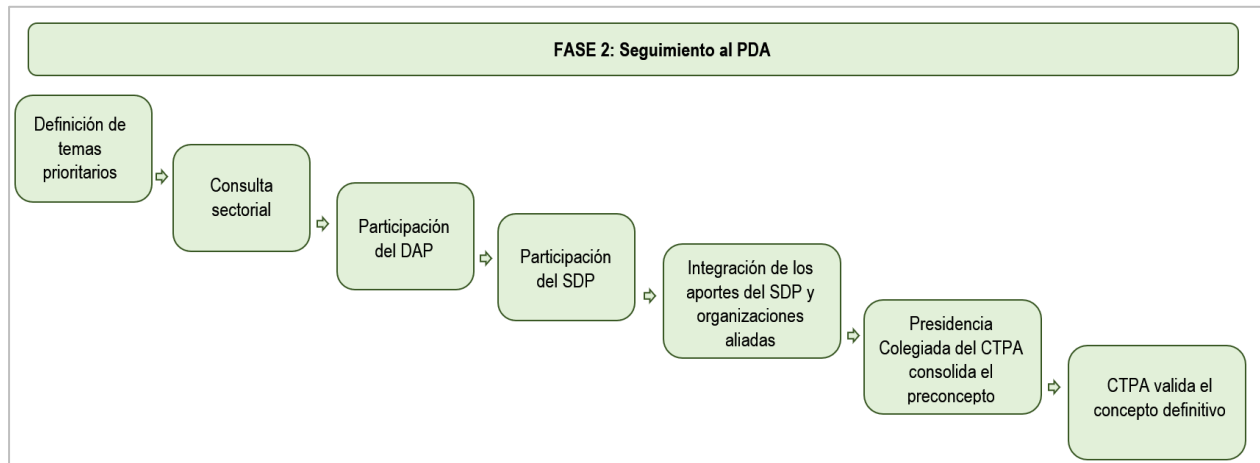 FASE 2: Seguimiento al PDA
Definición de
temas
prioritarios
Consulta
sectorial
Participación
del DAP
Participación
del SDP
Integración de los
aportes del SDP y
organizaciones
aliadas
Presidencia
Colegiada del CTPA
consolida el
preconcepto
CTPA valida el
concepto definitivo